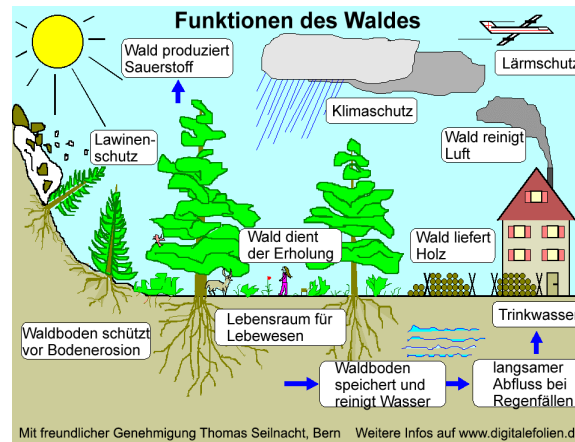 Funktionen des Waldes
Wald produziert
Sauerstoff
Lärmschutz
Klimaschutz
Lawinen-
schutz
Wald reinigt
Luft
Wald dient
der Erholung
Wald liefert
Holz
Waldboden schützt
vor Bodenerosion
Lebensraum für
Lebewesen
Trinkwasser
Waldboden
speichert und
reinigt Wasser
langsamer
Abfluss bei
Regenfällen
Mit freundlicher Genehmigung Thomas Seilnacht, Bern Weitere Infos auf www.digitalefolien.d